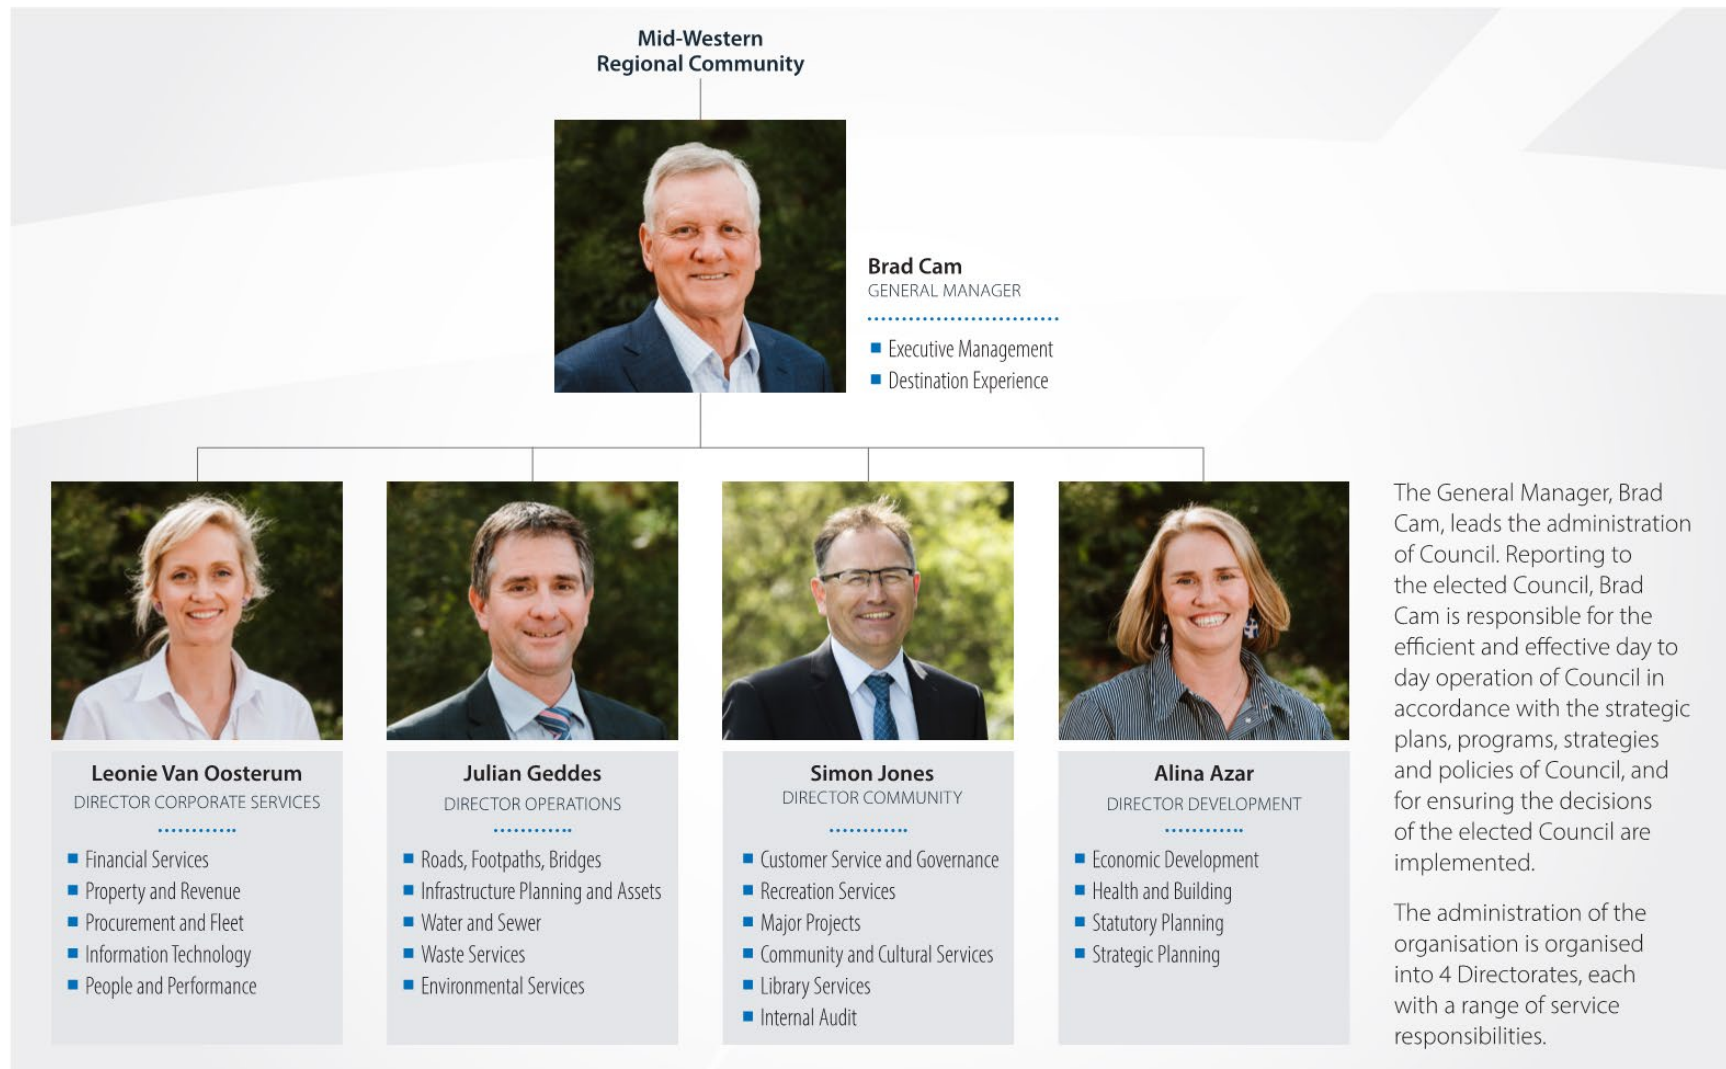 Mid-Western
Regional Community
Brad Cam
GENERAL MANAGER
Executive Management
Destination Experience
Leonie Van Oosterum
DIRECTOR CORPORATE SERVICES
Financial Services
Property and Revenue
Procurement and Fleet
Information Technology
People and Performance
Julian Geddes
DIRECTOR OPERATIONS
Roads, Footpaths, Bridges
Infrastructure Planning and Assets
Water and Sewer
Waste Services
Environmental Services
Simon Jones
DIRECTOR COMMUNITY
Customer Service and Governance
Recreation Services
Major Projects
Community and Cultural Services
Library Services
Internal Audit
Alina Azar
DIRECTOR DEVELOPMENT
Economic Development
Health and Building
Statutory Planning
Strategic Planning
The General Manager, Brad
Cam, leads the administration
of Council. Reporting to
the elected Council, Brad
Cam is responsible for the
efficient and effective day to
day operation of Council in
accordance with the strategic
plans, programs, strategies
and policies of Council, and
for ensuring the decisions
of the elected Council are
implemented.
The administration of the
organisation is organised
into 4 Directorates, each
with a range of service
responsibilities.